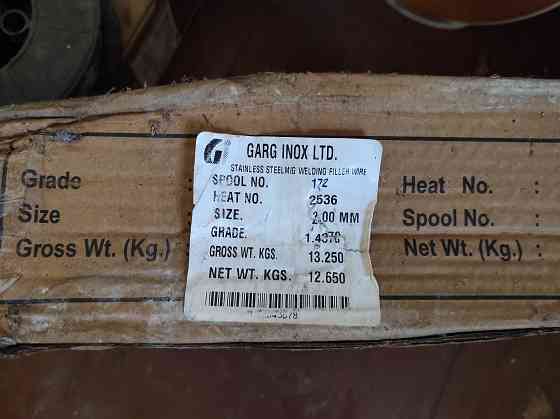 GARG INOX LTD.
STAINLESS STEELMIG WELDING FILLER WIRE
SPOOL NO. 172
HEAT NO. 2536
SIZE. 2.00 MM
GRADE. 1.4370
GROSS WT. KGS. 13.250
NET WT. KGS. 12.650
Grade :
Size :
Gross Wt. (Kg.) :
Heat No. :
Spool No. :
Net Wt. (Kg.) :